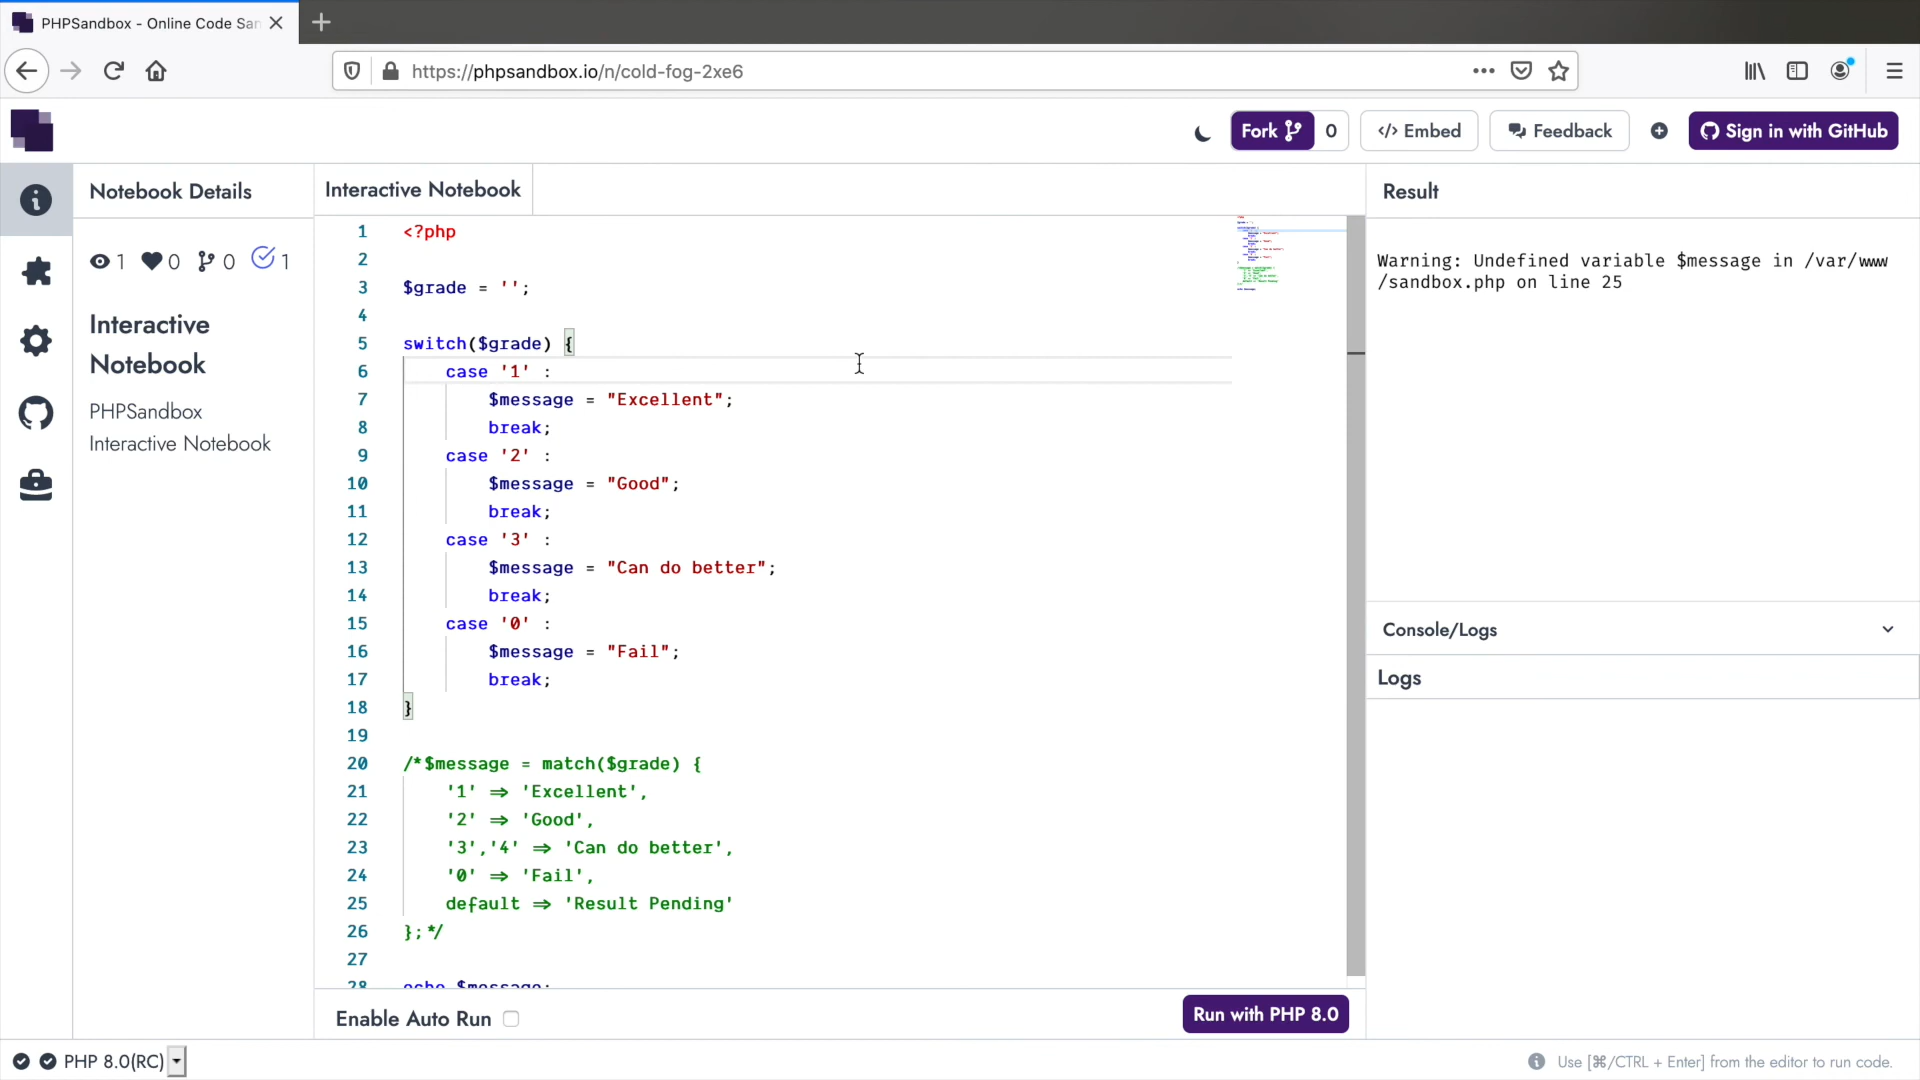 PHPSandbox - Online Code San
https://phpsandbox.io/n/cold-fog-2xe6
Fork 0
</> Embed
Feedback
Sign in with GitHub
Notebook Details
1 0 0 1
Interactive
Notebook
PHPSandbox
Interactive Notebook
Interactive Notebook
1 <?php
2
3 $grade = '';
4
5 switch($grade) {
6 case '1' :
7 $message = "Excellent";
8 break;
9 case '2' :
10 $message = "Good";
11 break;
12 case '3' :
13 $message = "Can do better";
14 break;
15 case '0' :
16 $message = "Fail";
17 break;
18 }
19
20 /*$message = match($grade) {
21 '1' => 'Excellent',
22 '2' => 'Good',
23 '3','4' => 'Can do better',
24 '0' => 'Fail',
25 default => 'Result Pending'
26 };*/
27
28 echo $message;
Enable Auto Run
Run with PHP 8.0
Result
Warning: Undefined variable $message in /var/www
/sandbox.php on line 25
Console/Logs
Logs
PHP 8.0(RC)
Use [⌘/CTRL + Enter] from the editor to run code.